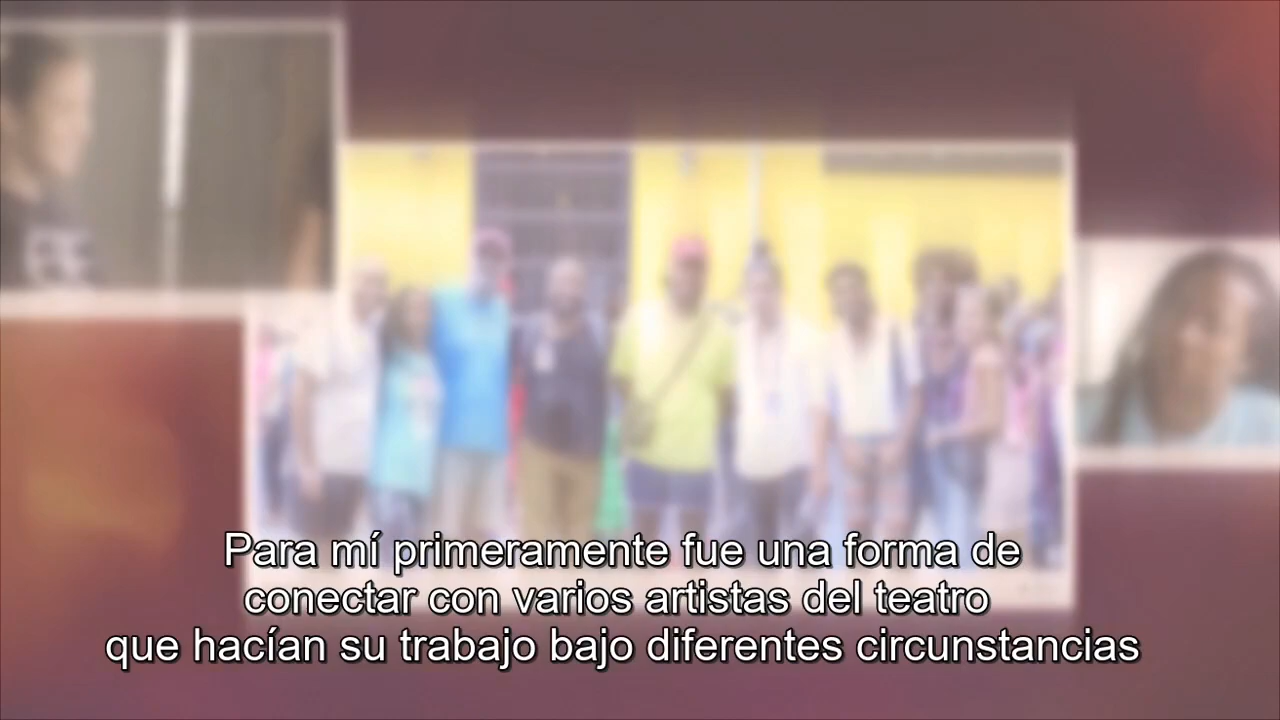 Para mí primeramente fue una forma de
conectar con varios artistas del teatro
que hacían su trabajo bajo diferentes circunstancias